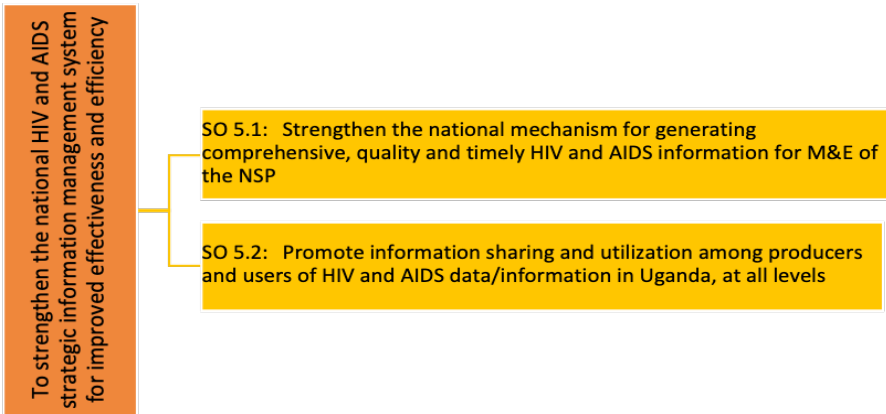 To strengthen the national HIV and AIDS
strategic information management system
for improved effectiveness and efficiency
SO 5.1: Strengthen the national mechanism for generating
comprehensive, quality and timely HIV and AIDS information for M&E of
the NSP
SO 5.2: Promote information sharing and utilization among producers
and users of HIV and AIDS data/information in Uganda, at all levels